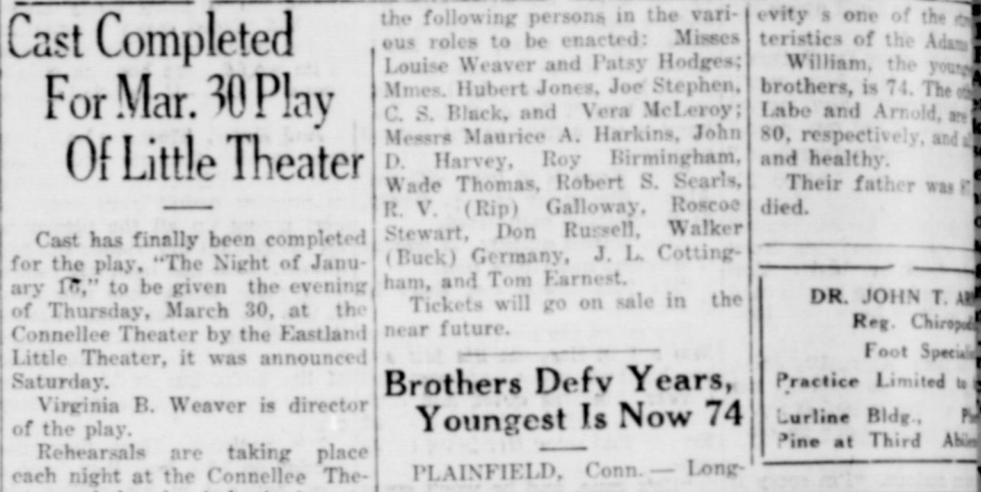 Cast Completed
For Mar. 30 Play
Of Little Theater
Cast has finally been completed
for the play, "The Night of Janu-
ary 16," to be given the evening
of Thursday, March 30, at the
Connellee Theater by the Eastland
Little Theater, it was announced
Saturday.
Virginia B. Weaver is director
of the play.
Rehearsals are taking place
each night at the Connellee The-
the following persons in the vari-
ous roles to be enacted: Misses
Louise Weaver and Patsy Hodges;
Mmes. Hubert Jones, Joe Stephen,
C. S. Black, and Vera McLeroy;
Messrs Maurice A. Harkins, John
D. Harvey, Roy Birmingham,
Wade Thomas, Robert S. Searls,
R. V. (Rip) Galloway, Roscoe
Stewart, Don Russell, Walker
(Buck) Germany, J. L. Cotting-
ham, and Tom Earnest.
Tickets will go on sale in the
near future.
Brothers Defy Years,
Youngest Is Now 74
PLAINFIELD, Conn. — Long-
evity s one of the
teristics of the Adams
William, the
brothers, is 74. The
Labe and Arnold, are
80, respectively, and
and healthy.
Their father was
died.
DR. JOHN T.
Reg.
Foot
Practice Limited to
Lurline Bldg.,
Pine at Third